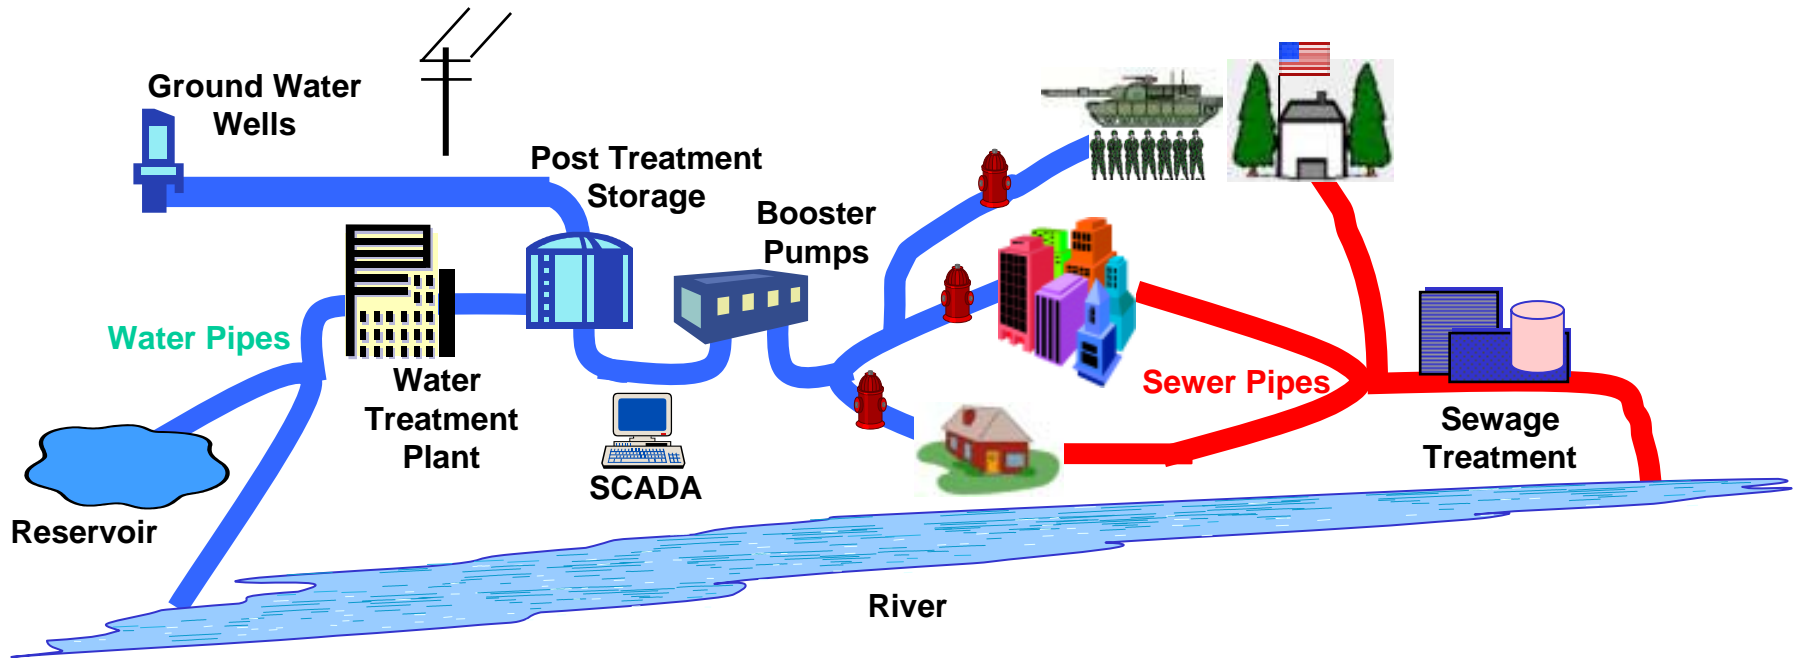 Ground Water
Wells
Post Treatment
Storage
Booster
Pumps
Water Pipes
Water
Treatment
Plant
Sewer Pipes
Sewage
Treatment
SCADA
Reservoir
River